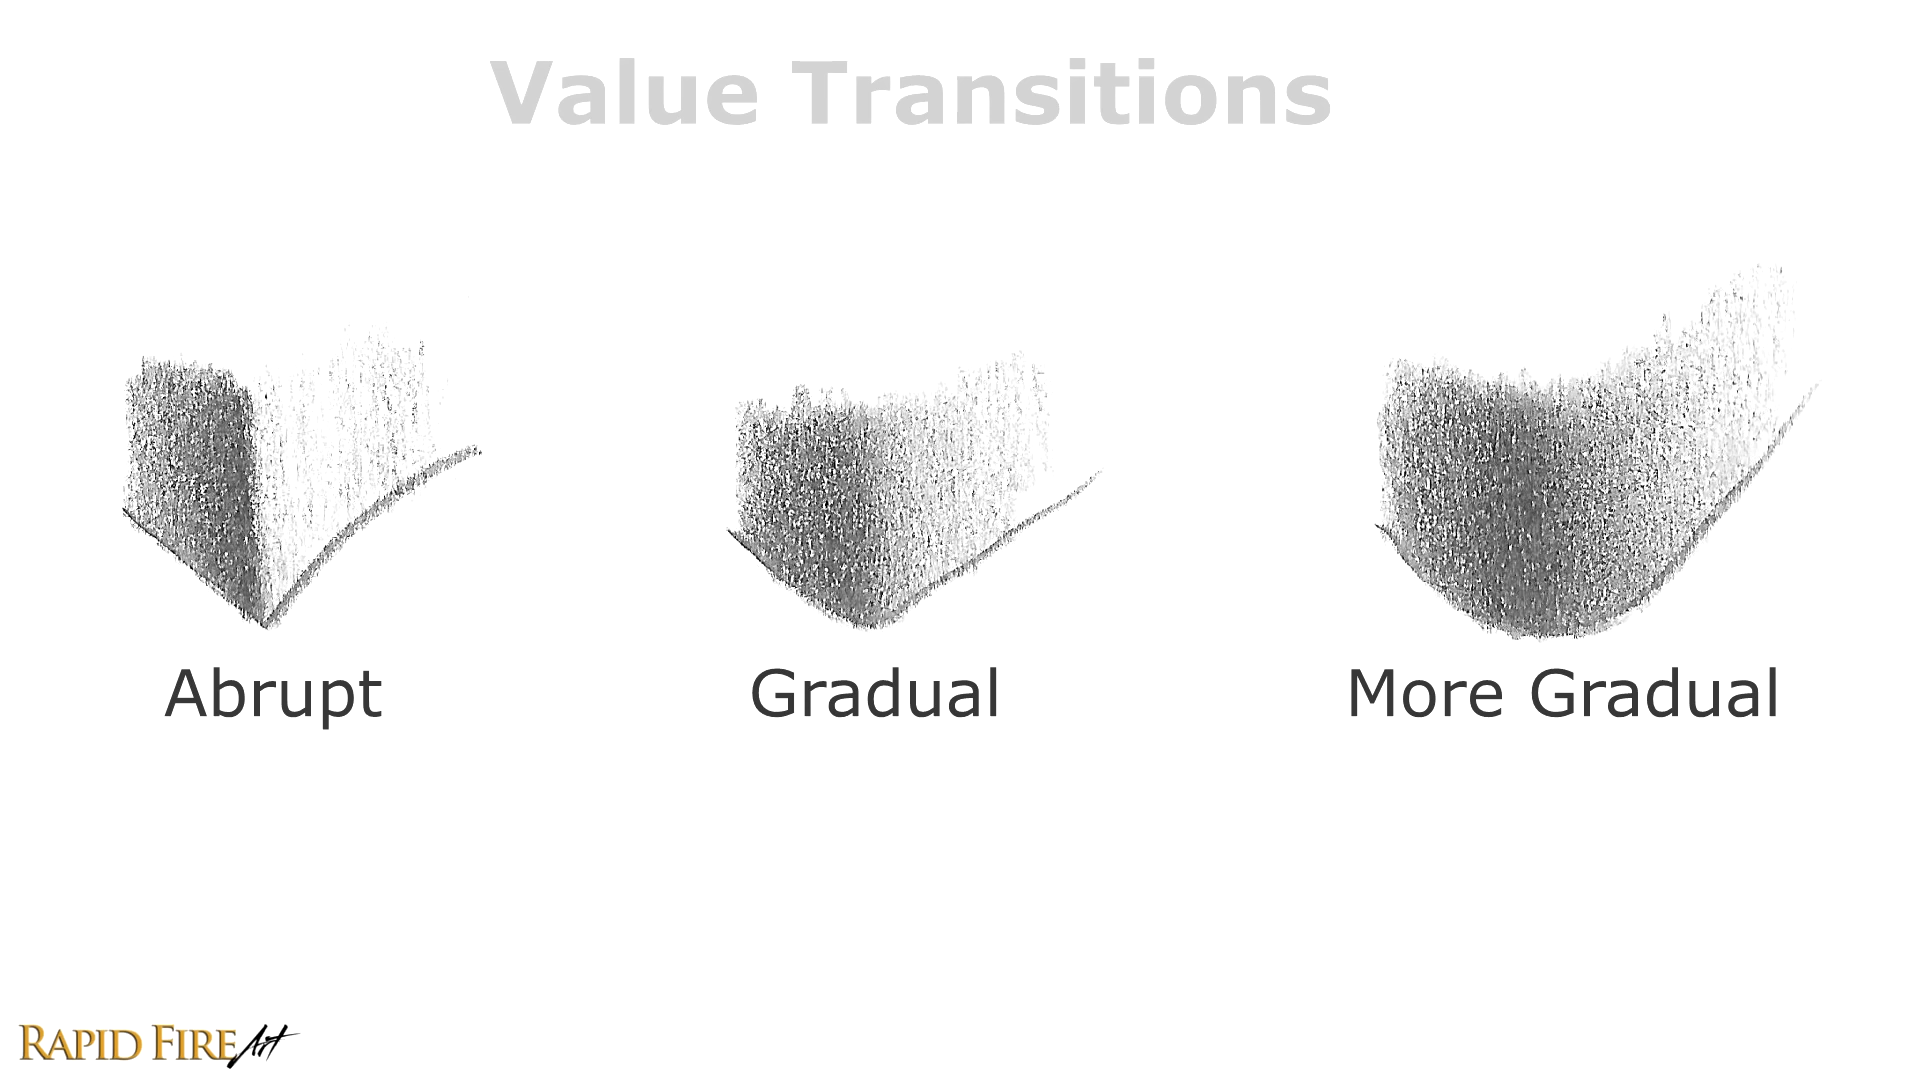 Value Transitions
Abrupt
Gradual
More Gradual
RAPID FIRE Art